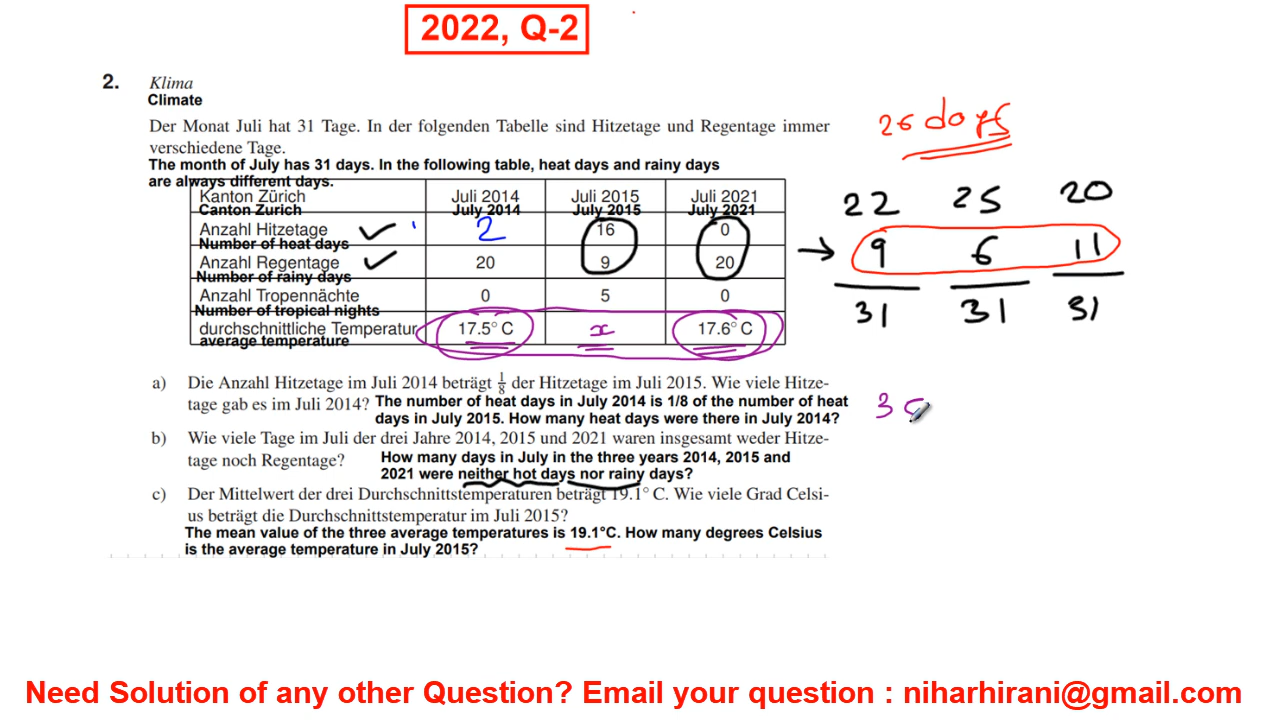 2022, Q-2
2. Klima
Climate
Der Monat Juli hat 31 Tage. In der folgenden Tabelle sind Hitzetage und Regentage immer
verschiedene Tage.
The month of July has 31 days. In the following table, heat days and rainy days
are always different days.
Kanton Zürich Juli 2014 Juli 2015 Juli 2021
Canton Zurich July 2014 July 2015 July 2021
Anzahl Hitzetage 2 16 0
Number of heat days
Anzahl Regentage 20 9 20
Number of rainy days
Anzahl Tropennächte 0 5 0
Number of tropical nights
durchschnittliche Temperatur 17.5° C x 17.6° C
average temperature
26 days
22 25 20
→ 9 6 11
31 31 31
a) Die Anzahl Hitzetage im Juli 2014 beträgt 1/8 der Hitzetage im Juli 2015. Wie viele Hitze-
tage gab es im Juli 2014? The number of heat days in July 2014 is 1/8 of the number of heat
days in July 2015. How many heat days were there in July 2014?
3
b) Wie viele Tage im Juli der drei Jahre 2014, 2015 und 2021 waren insgesamt weder Hitze-
tage noch Regentage? How many days in July in the three years 2014, 2015 and
2021 were neither hot days nor rainy days?
c) Der Mittelwert der drei Durchschnittstemperaturen beträgt 19.1° C. Wie viele Grad Celsi-
us beträgt die Durchschnittstemperatur im Juli 2015?
The mean value of the three average temperatures is 19.1°C. How many degrees Celsius
is the average temperature in July 2015?
Need Solution of any other Question? Email your question : niharhirani@gmail.com